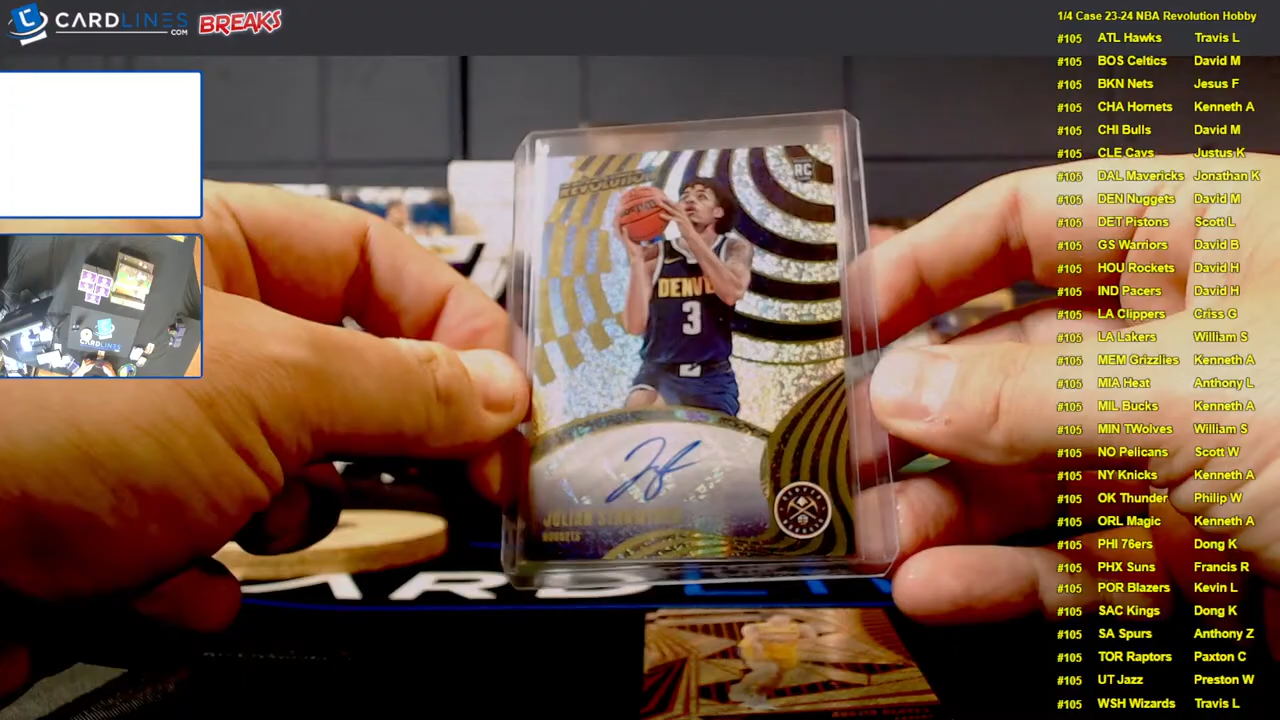 CARDLINES
.COM
BREAKS
1/4 Case 23-24 NBA Revolution Hobby
#105 ATL Hawks Travis L
#105 BOS Celtics David M
#105 BKN Nets Jesus F
#105 CHA Hornets Kenneth A
#105 CHI Bulls David M
#105 CLE Cavs Justus K
#105 DAL Mavericks Jonathan K
#105 DEN Nuggets David M
#105 DET Pistons Scott L
#105 GS Warriors David B
#105 HOU Rockets David H
#105 IND Pacers David H
#105 LA Clippers Criss G
#105 LA Lakers William S
#105 MEM Grizzlies Kenneth A
#105 MIA Heat Anthony L
#105 MIL Bucks Kenneth A
#105 MIN TWolves William S
#105 NO Pelicans Scott W
#105 NY Knicks Kenneth A
#105 OK Thunder Philip W
#105 ORL Magic Kenneth A
#105 PHI 76ers Dong K
#105 PHX Suns Francis R
#105 POR Blazers Kevin L
#105 SAC Kings Dong K
#105 SA Spurs Anthony Z
#105 TOR Raptors Paxton C
#105 UT Jazz Preston W
#105 WSH Wizards Travis L
REVOLUTION
RC
DENV
3
JULIAN
NUGGETS
CARDLINES